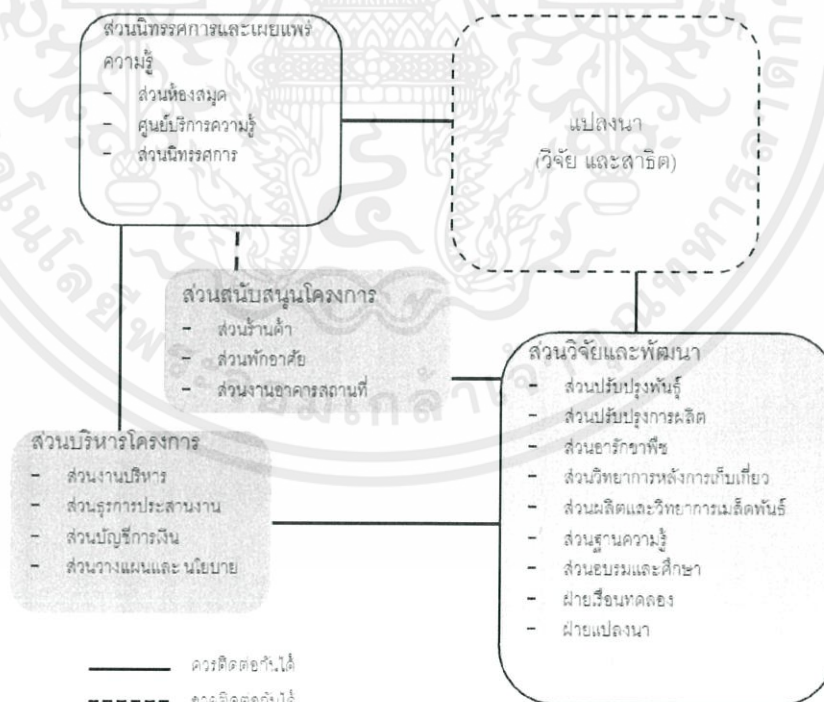 ส่วนนิทรรศการและเผยแพร่
ความรู้
- ส่วนห้องสมุด
- ศูนย์บริการความรู้
- ส่วนนิทรรศการ
แปลงนา
(วิจัย และสาธิต)
ส่วนสนับสนุนโครงการ
- ส่วนร้านค้า
- ส่วนพักอาศัย
- ส่วนงานอาคารสถานที่
ส่วนวิจัยและพัฒนา
- ส่วนปรับปรุงพันธุ์
- ส่วนปรับปรุงการผลิต
- ส่วนอารักขาพืช
- ส่วนวิทยาการหลังการเก็บเกี่ยว
- ส่วนผลิตและวิทยาการเมล็ดพันธ์
- ส่วนฐานความรู้
- ส่วนอบรมและศึกษา
- ฝ่ายเรือนทดลอง
- ฝ่ายแปลงนา
ส่วนบริหารโครงการ
- ส่วนงานบริหาร
- ส่วนธุรการประสานงาน
- ส่วนบัญชีการเงิน
- ส่วนวางแผนและ นโยบาย
ควรติดต่อกันได้
อาจติดต่อกันได้